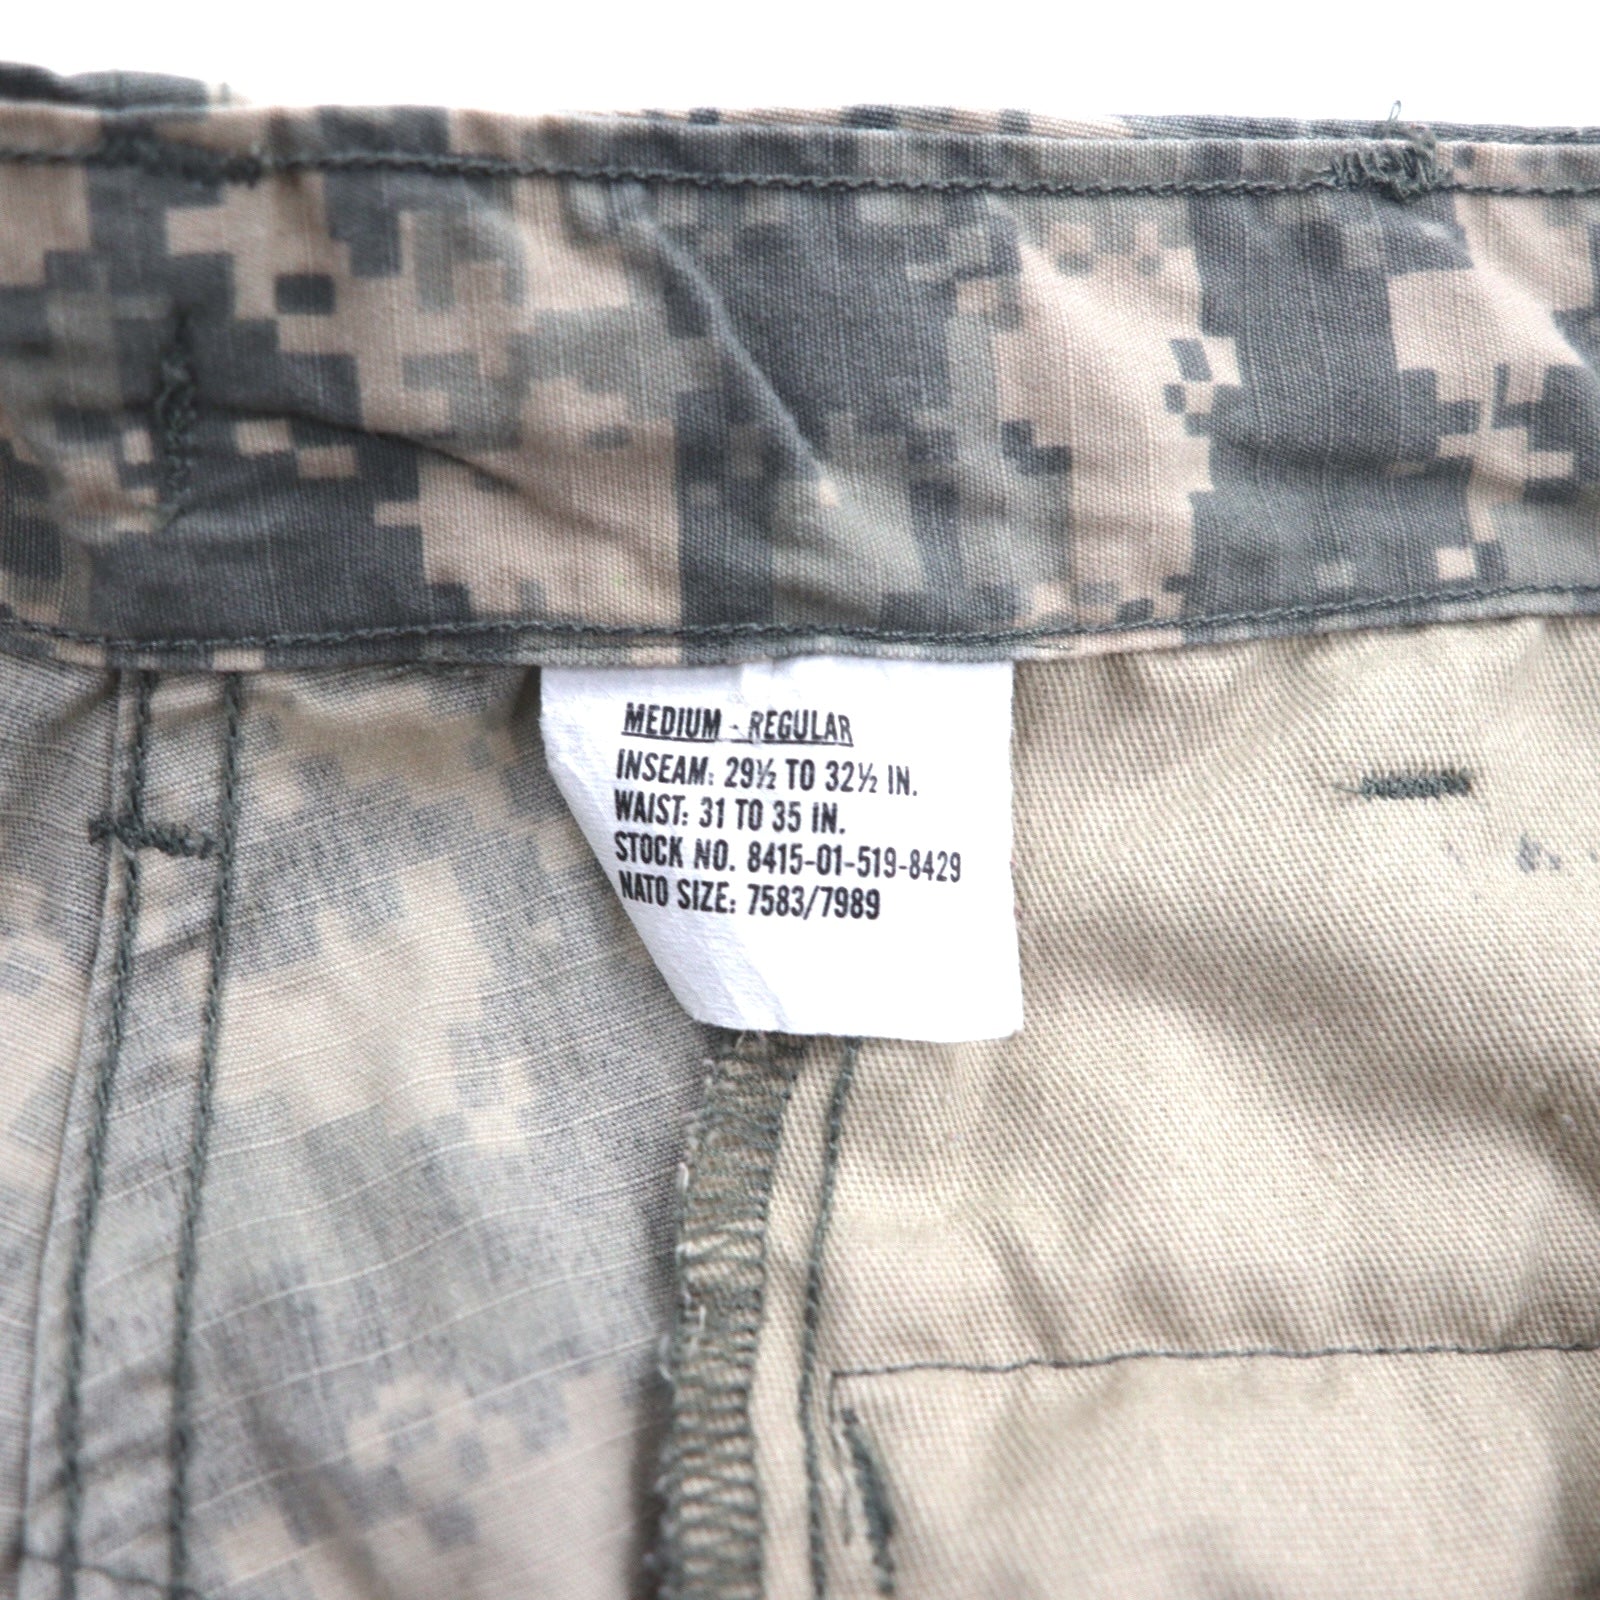 MEDIUM - REGULAR
INSEAM: 29½ TO 32½ IN.
WAIST: 31 TO 35 IN.
STOCK NO. 8415-01-519-8429
NATO SIZE: 7583/7989